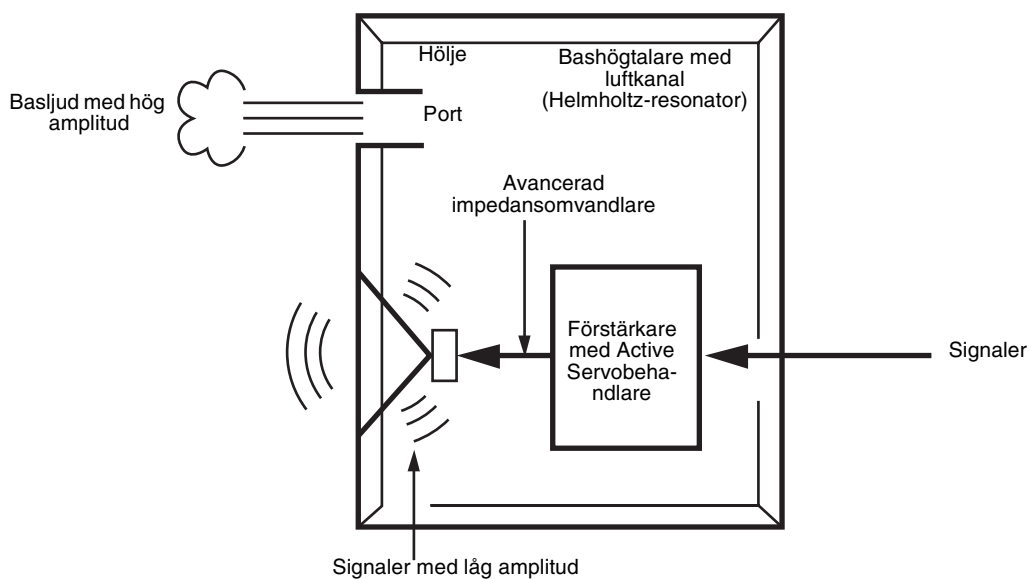 Hölje
Bashögtalare med
luftkanal
(Helmholtz-resonator)
Basljud med hög
amplitud
Port
Avancerad
impedansomvandlare
Förstärkare
med Active
Servobeha-
ndlare
Signaler
Signaler med låg amplitud